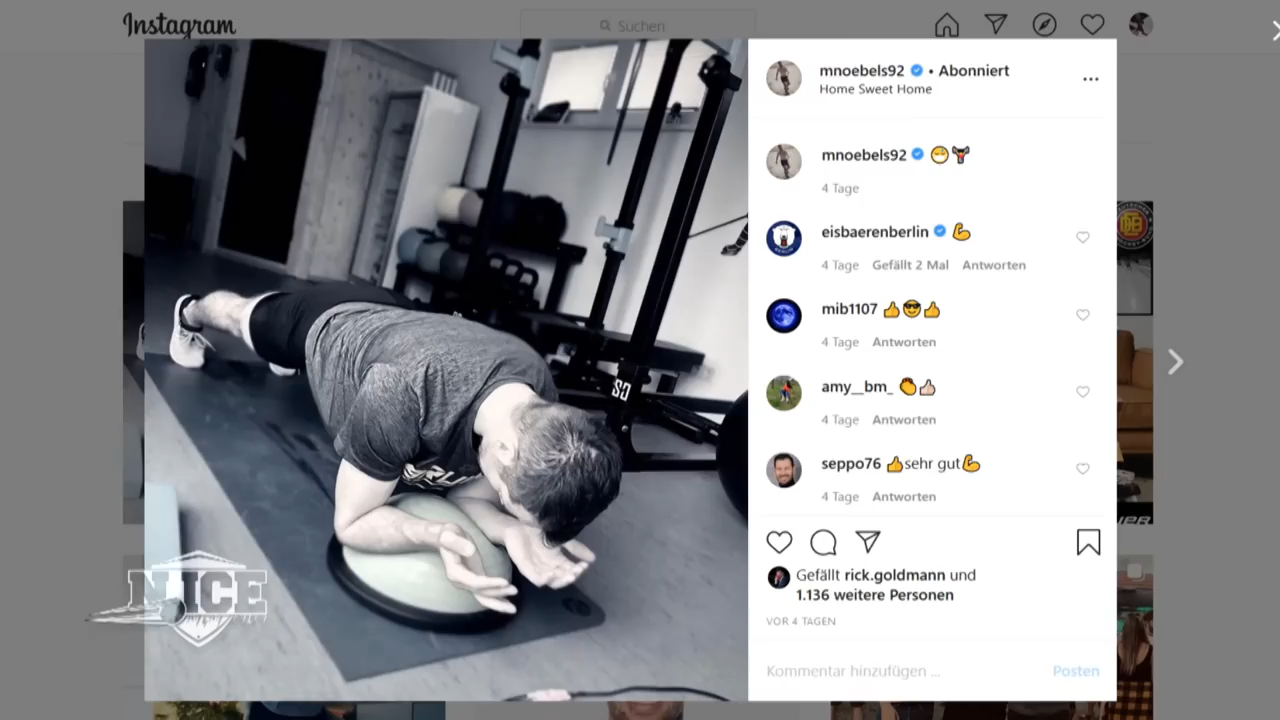 Instagram
Suchen
mnoebels92 • Abonniert
Home Sweet Home
mnoebels92 😁🏋
4 Tage
eisbaerenberlin 💪
4 Tage Gefällt 2 Mal Antworten
mib1107 👍😎👍
4 Tage Antworten
amy__bm_ 👏👍🏻
4 Tage Antworten
seppo76 👍sehr gut💪
4 Tage Antworten
Gefällt rick.goldmann und
1.136 weitere Personen
VOR 4 TAGEN
Kommentar hinzufügen ...
Posten
N ICE